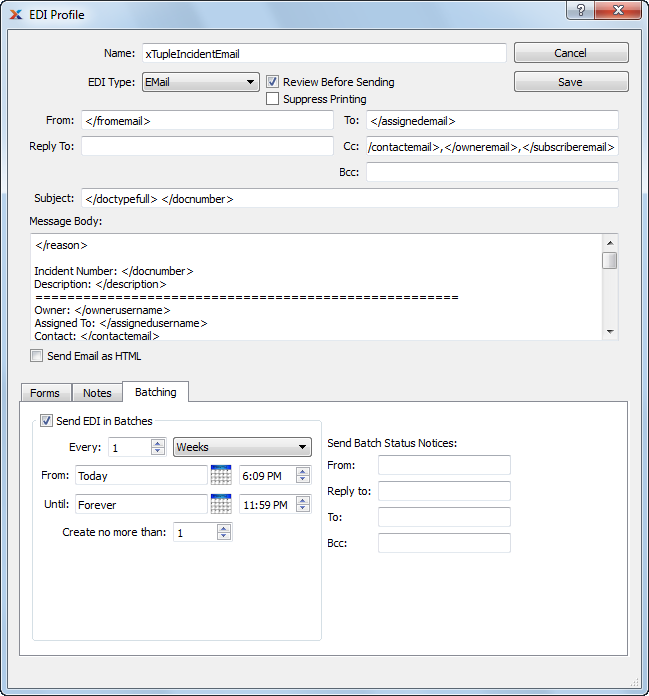 EDI Profile
?
Name: xTupleIncidentEmail
Cancel
EDI Type: EMail
Review Before Sending
Save
Suppress Printing
From: </fromemail>
To: </assignedemail>
Reply To:
Cc: /contactemail>,</owneremail>,</subscriberemail>
Bcc:
Subject: </doctypefull> </docnumber>
Message Body:
</reason>
Incident Number: </docnumber>
Description: </description>
====================================================
Owner: </ownerusername>
Assigned To: </assignedusername>
Contact: </contactemail>
Send Email as HTML
Forms Notes Batching
Send EDI in Batches
Every: 1 Weeks
From: Today 6:09 PM
Until: Forever 11:59 PM
Create no more than: 1
Send Batch Status Notices:
From:
Reply to:
To:
Bcc: